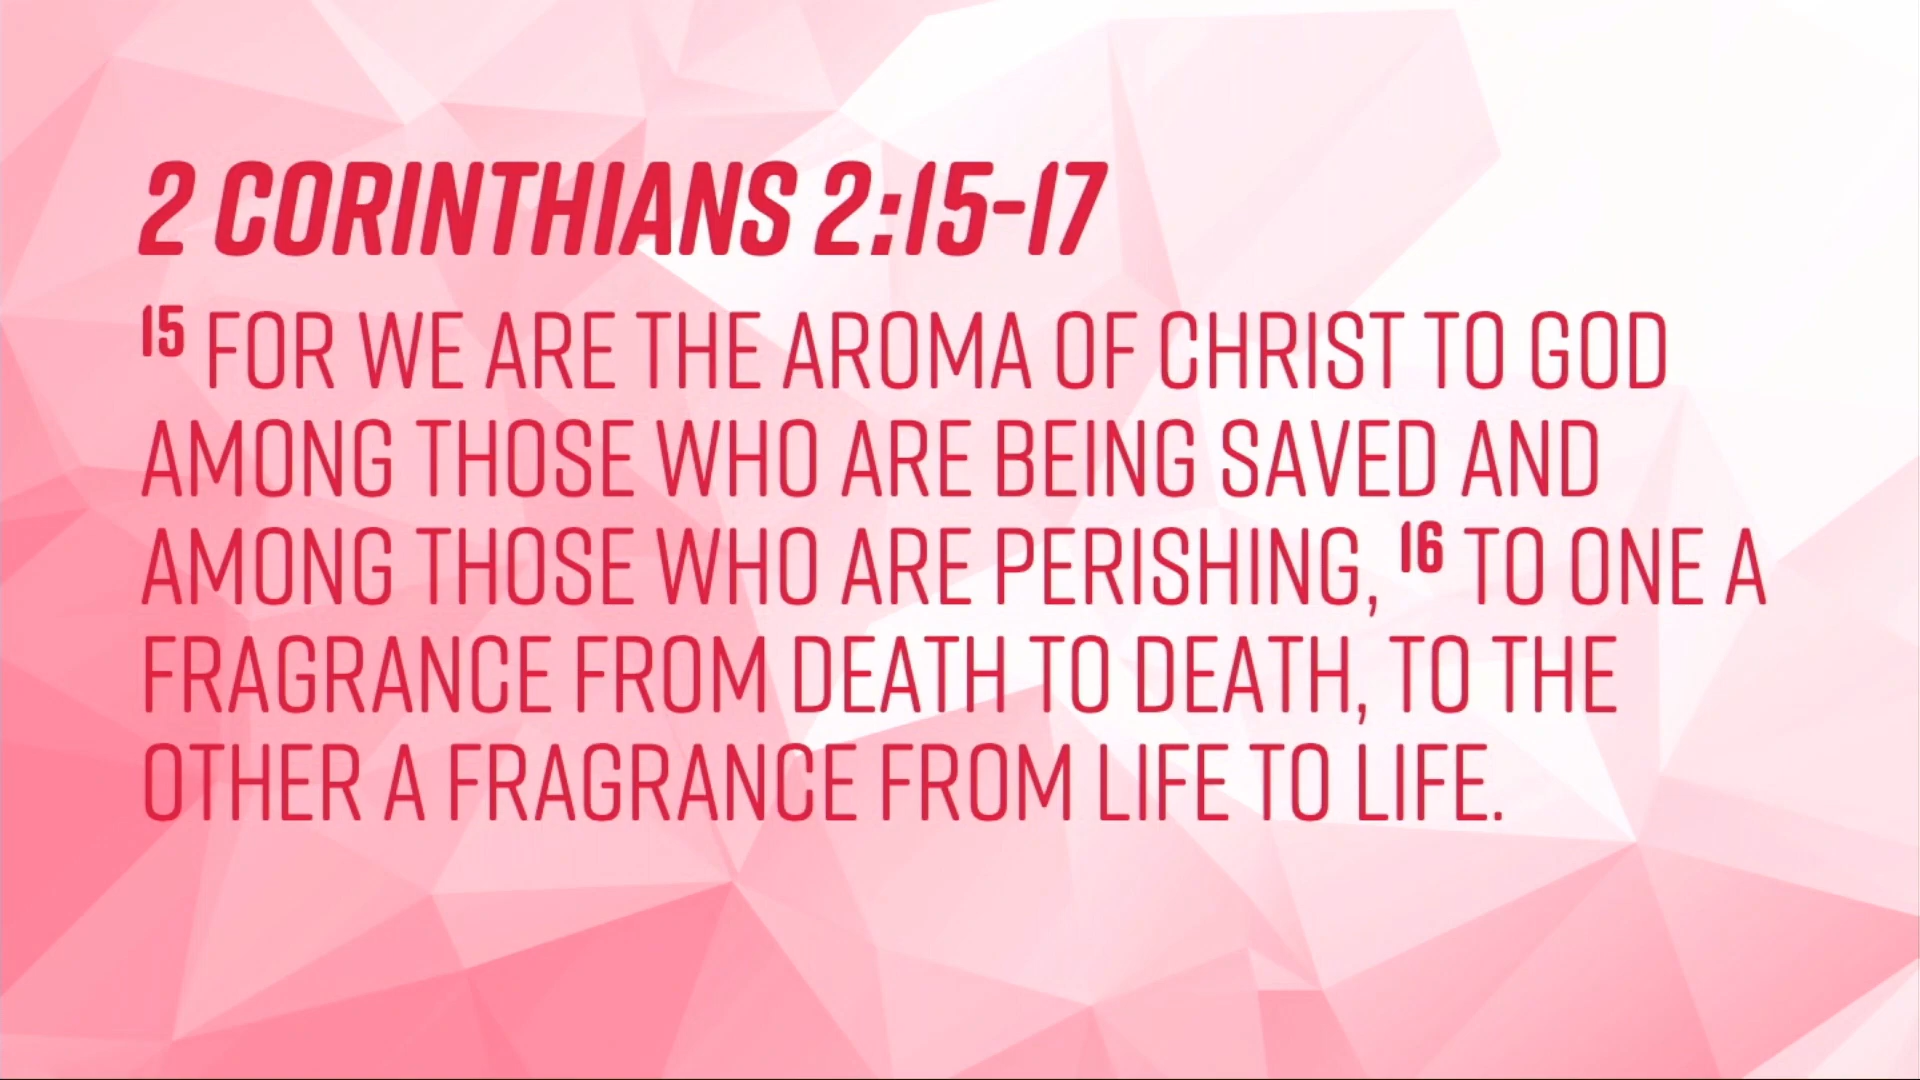 2 CORINTHIANS 2:15-17
15 FOR WE ARE THE AROMA OF CHRIST TO GOD
AMONG THOSE WHO ARE BEING SAVED AND
AMONG THOSE WHO ARE PERISHING, 16 TO ONE A
FRAGRANCE FROM DEATH TO DEATH, TO THE
OTHER A FRAGRANCE FROM LIFE TO LIFE.